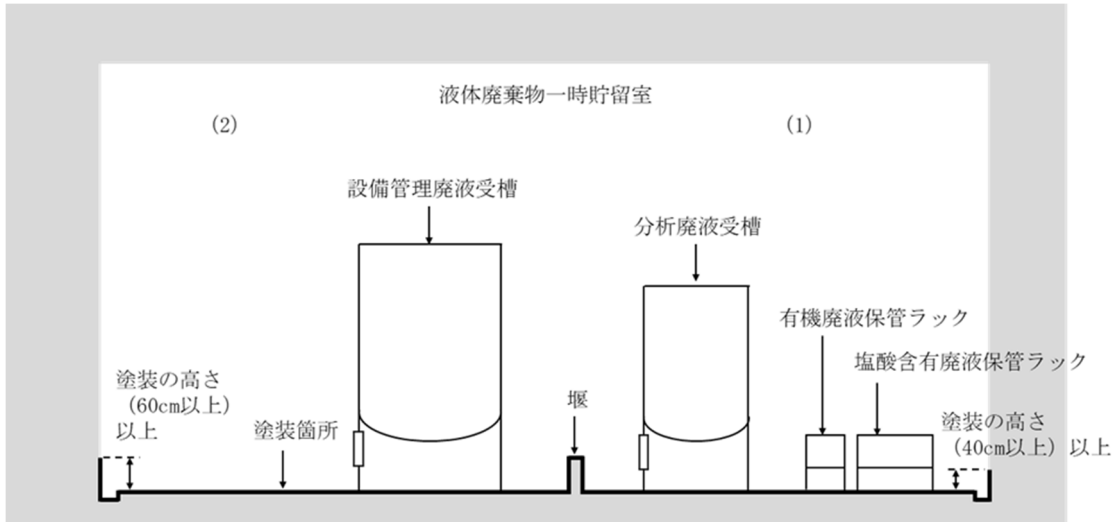 液体廃棄物一時貯留室
(2)
(1)
設備管理廃液受槽
分析廃液受槽
有機廃液保管ラック
塩酸含有廃液保管ラック
塗装の高さ
(60cm以上)
以上
塗装箇所
堰
塗装の高さ
(40cm以上) 以上